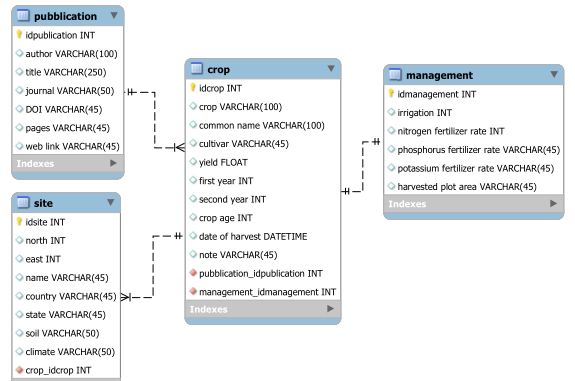 pubblication
idpublication INT
author VARCHAR(100)
title VARCHAR(250)
journal VARCHAR(50)
DOI VARCHAR(45)
pages VARCHAR(45)
web link VARCHAR(45)
Indexes
site
idsite INT
north INT
east INT
name VARCHAR(45)
country VARCHAR(45)
state VARCHAR(45)
soil VARCHAR(50)
climate VARCHAR(50)
crop_idcrop INT
crop
idcrop INT
crop VARCHAR(100)
common name VARCHAR(100)
cultivar VARCHAR(45)
yield FLOAT
first year INT
second year INT
crop age INT
date of harvest DATETIME
note VARCHAR(45)
pubblication_idpublication INT
management_idmanagement INT
Indexes
management
idmanagement INT
irrigation INT
nitrogen fertilizer rate INT
phosphorus fertilizer rate VARCHAR(45)
potassium fertilizer rate VARCHAR(45)
harvested plot area VARCHAR(45)
Indexes